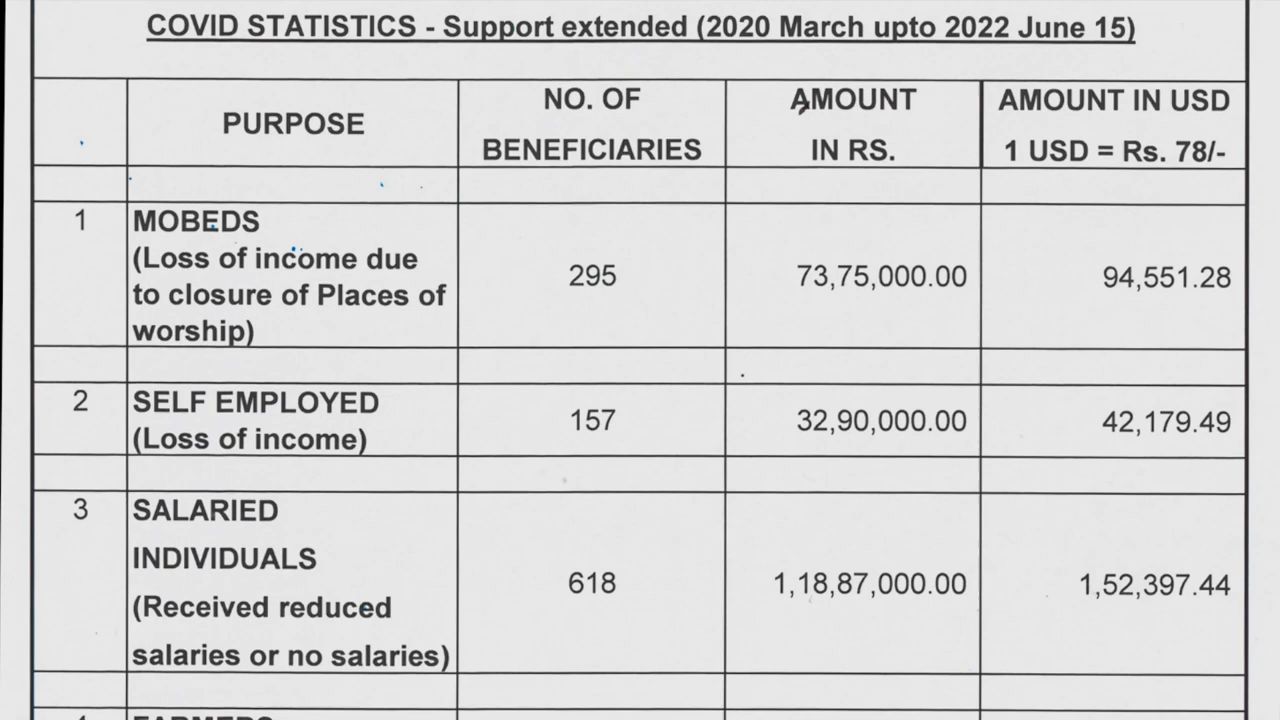 COVID STATISTICS - Support extended (2020 March upto 2022 June 15)
PURPOSE
NO. OF
BENEFICIARIES
AMOUNT
IN RS.
AMOUNT IN USD
1 USD = Rs. 78/-
1
MOBEDS
(Loss of income due
to closure of Places of
worship)
295
73,75,000.00
94,551.28
2
SELF EMPLOYED
(Loss of income)
157
32,90,000.00
42,179.49
3
SALARIED
INDIVIDUALS
(Received reduced
salaries or no salaries)
618
1,18,87,000.00
1,52,397.44